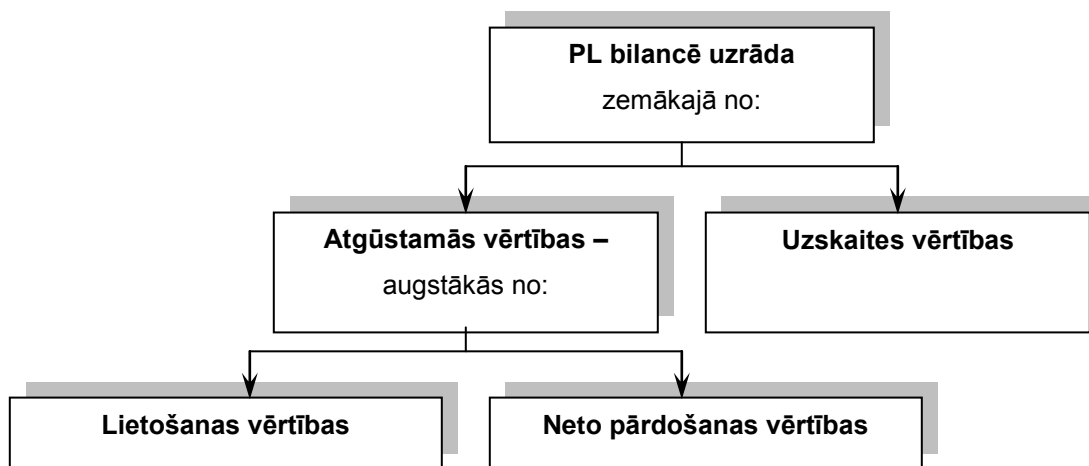 PL bilancē uzrāda
zemākajā no:
Atgūstamās vērtības –
augstākās no:
Uzskaites vērtības
Lietošanas vērtības
Neto pārdošanas vērtības